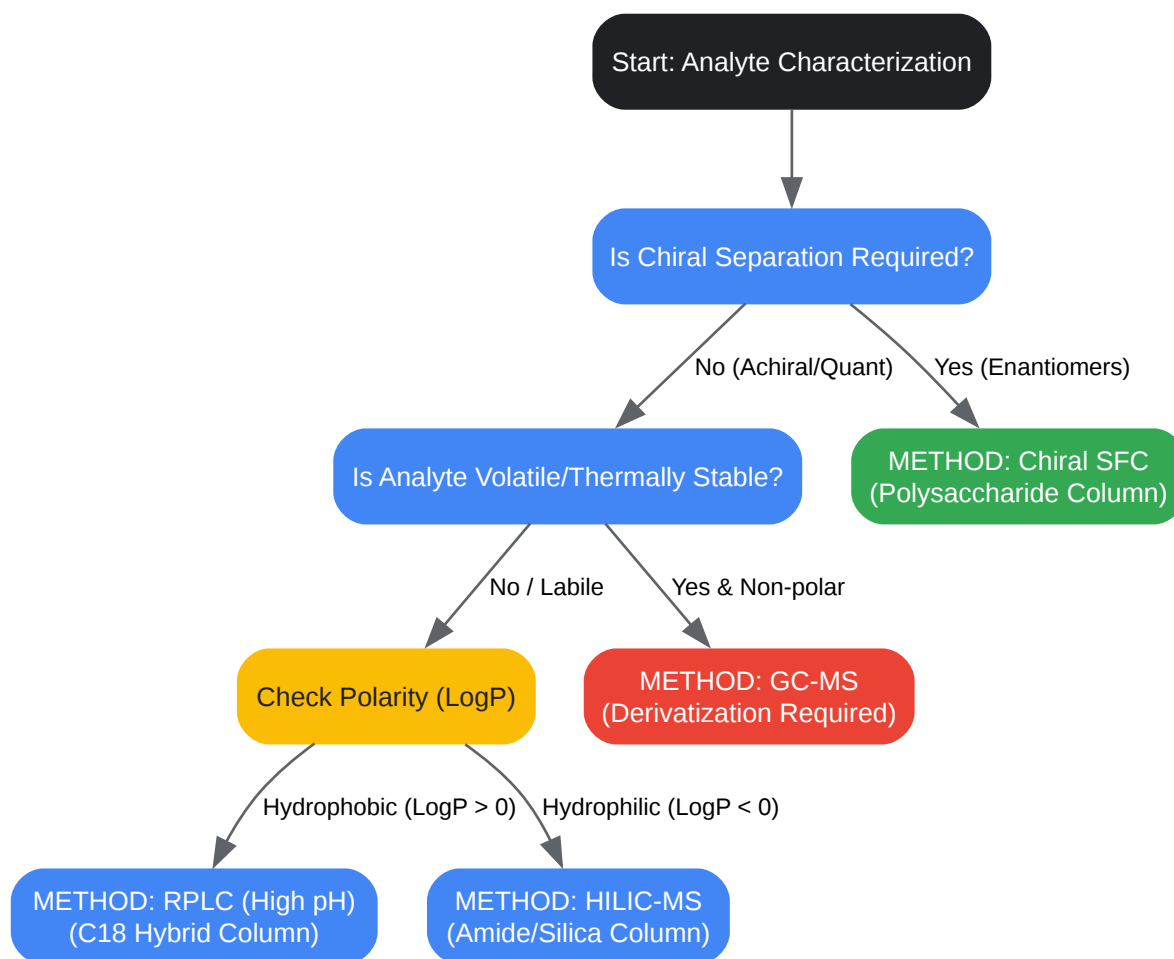 Start: Analyte Characterization
Is Chiral Separation Required?
No (Achiral/Quant)
Yes (Enantiomers)
Is Analyte Volatile/Thermally Stable?
METHOD: Chiral SFC
(Polysaccharide Column)
No / Labile
Yes & Non-polar
Check Polarity (LogP)
METHOD: GC-MS
(Derivatization Required)
Hydrophobic (LogP > 0)
Hydrophilic (LogP < 0)
METHOD: RPLC (High pH)
(C18 Hybrid Column)
METHOD: HILIC-MS
(Amide/Silica Column)